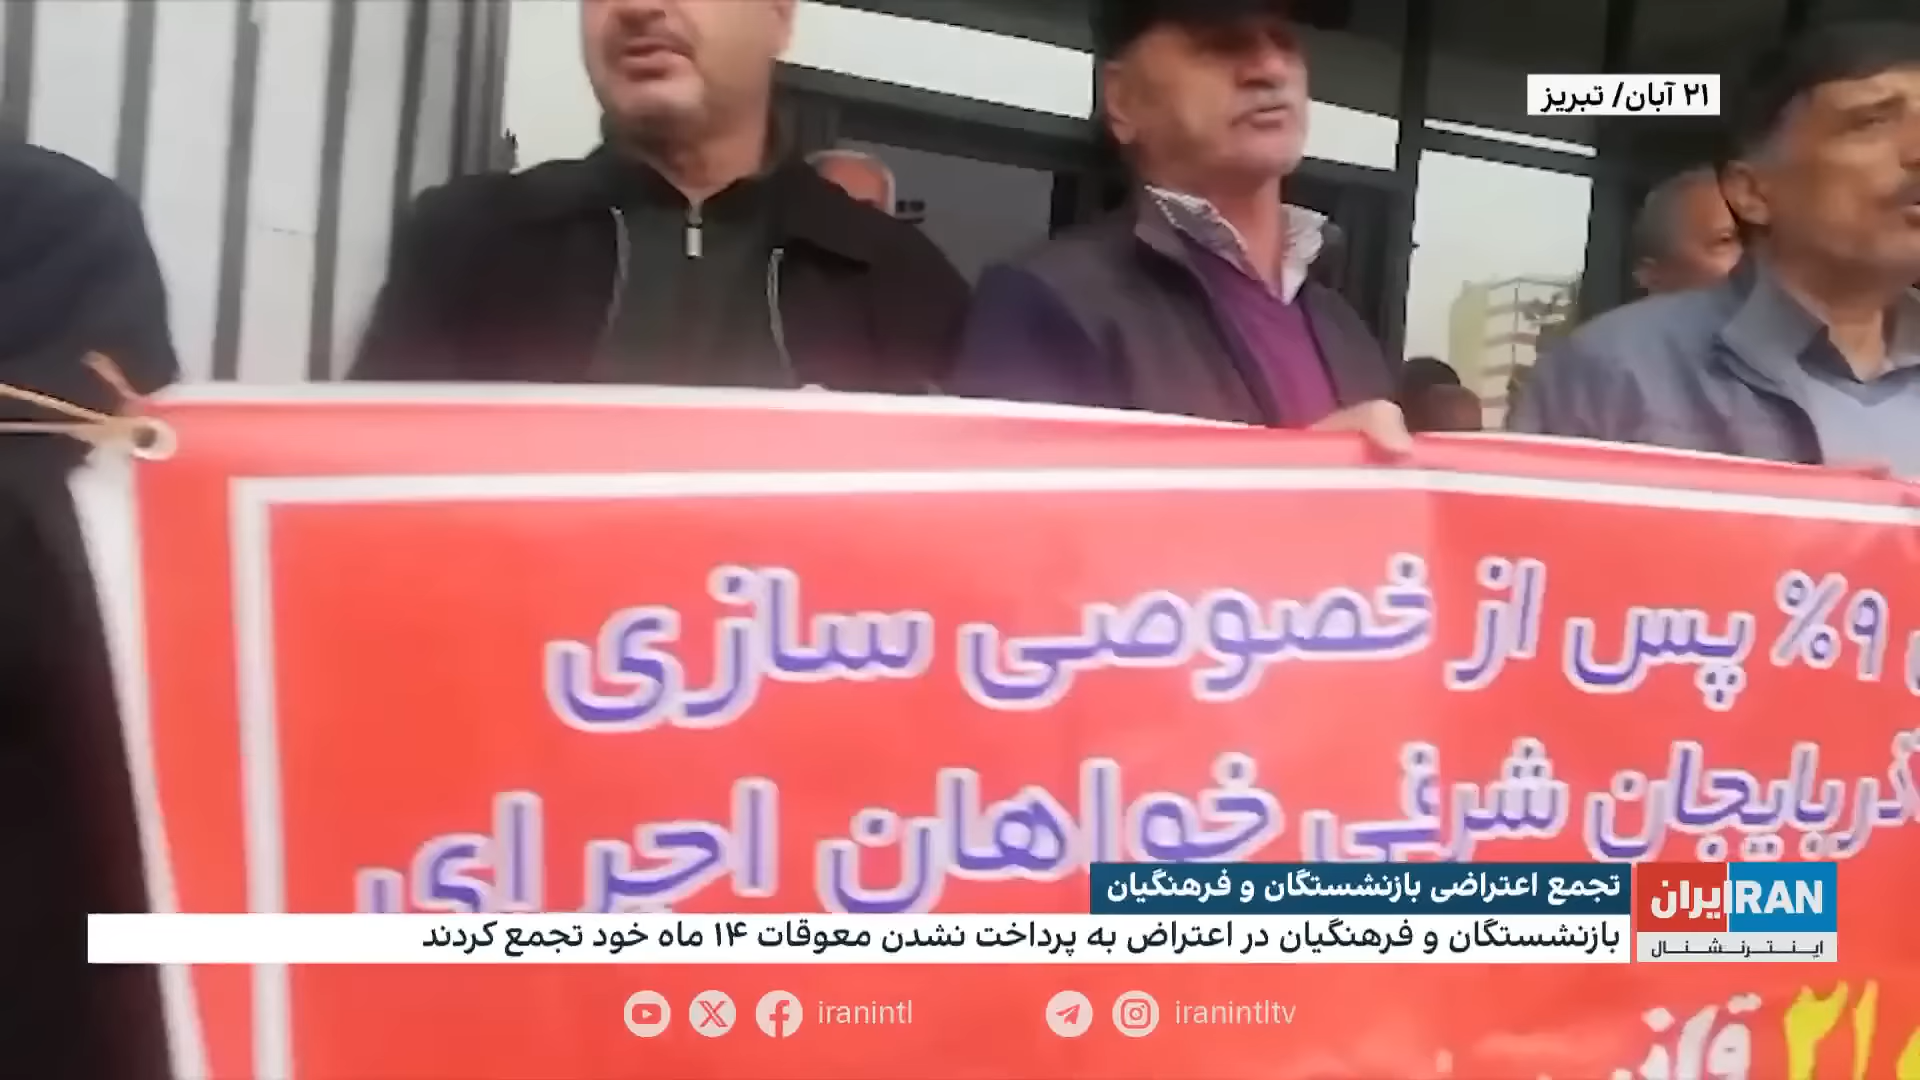 ۲۱ آبان/ تبریز
۹% پس از خصوصی سازی
آذربایجان شرقی خواهان اجرای
تجمع اعتراضی بازنشستگان و فرهنگیان
بازنشستگان و فرهنگیان در اعتراض به پرداخت نشدن معوقات ۱۴ ماه خود تجمع کردند
ایران IRAN
اینترنشنال
۲۱
iranintl
iranintltv